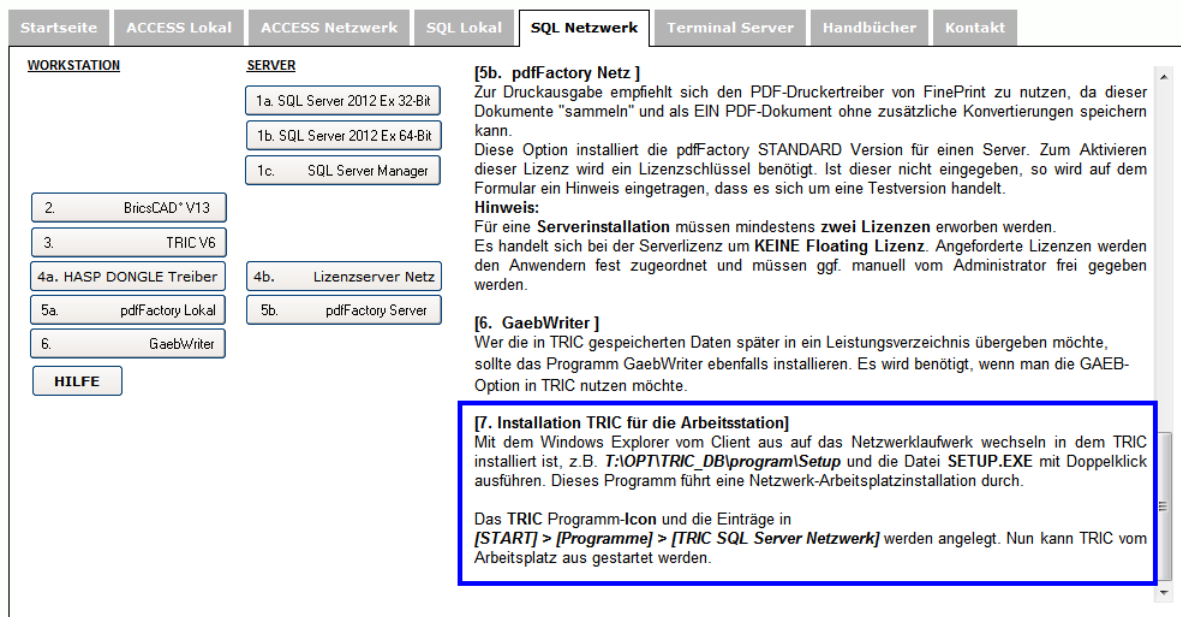 Startseite ACCESS Lokal ACCESS Netzwerk SQL Lokal SQL Netzwerk Terminal Server Handbücher Kontakt
WORKSTATION
SERVER
1a. SQL Server 2012 Ex 32-Bit
1b. SQL Server 2012 Ex 64-Bit
1c. SQL Server Manager
2. BricsCAD° V13
3. TRIC V6
4a. HASP DONGLE Treiber
4b. Lizenzserver Netz
5a. pdfFactory Lokal
5b. pdfFactory Server
6. GaebWriter
HILFE
[5b. pdfFactory Netz ]
Zur Druckausgabe empfiehlt sich den PDF-Druckertreiber von FinePrint zu nutzen, da dieser
Dokumente "sammeln" und als EIN PDF-Dokument ohne zusätzliche Konvertierungen speichern
kann.
Diese Option installiert die pdfFactory STANDARD Version für einen Server. Zum Aktivieren
dieser Lizenz wird ein Lizenzschlüssel benötigt. Ist dieser nicht eingegeben, so wird auf dem
Formular ein Hinweis eingetragen, dass es sich um eine Testversion handelt.
Hinweis:
Für eine Serverinstallation müssen mindestens zwei Lizenzen erworben werden.
Es handelt sich bei der Serverlizenz um KEINE Floating Lizenz. Angeforderte Lizenzen werden
den Anwendern fest zugeordnet und müssen ggf. manuell vom Administrator frei gegeben
werden.
[6. GaebWriter ]
Wer die in TRIC gespeicherten Daten später in ein Leistungsverzeichnis übergeben möchte,
sollte das Programm GaebWriter ebenfalls installieren. Es wird benötigt, wenn man die GAEB-
Option in TRIC nutzen möchte.
[7. Installation TRIC für die Arbeitsstation]
Mit dem Windows Explorer vom Client aus auf das Netzwerklaufwerk wechseln in dem TRIC
installiert ist, z.B. T:\OPT\TRIC_DB\program\Setup und die Datei SETUP.EXE mit Doppelklick
ausführen. Dieses Programm führt eine Netzwerk-Arbeitsplatzinstallation durch.
Das TRIC Programm-Icon und die Einträge in
[START] > [Programme] > [TRIC SQL Server Netzwerk] werden angelegt. Nun kann TRIC vom
Arbeitsplatz aus gestartet werden.